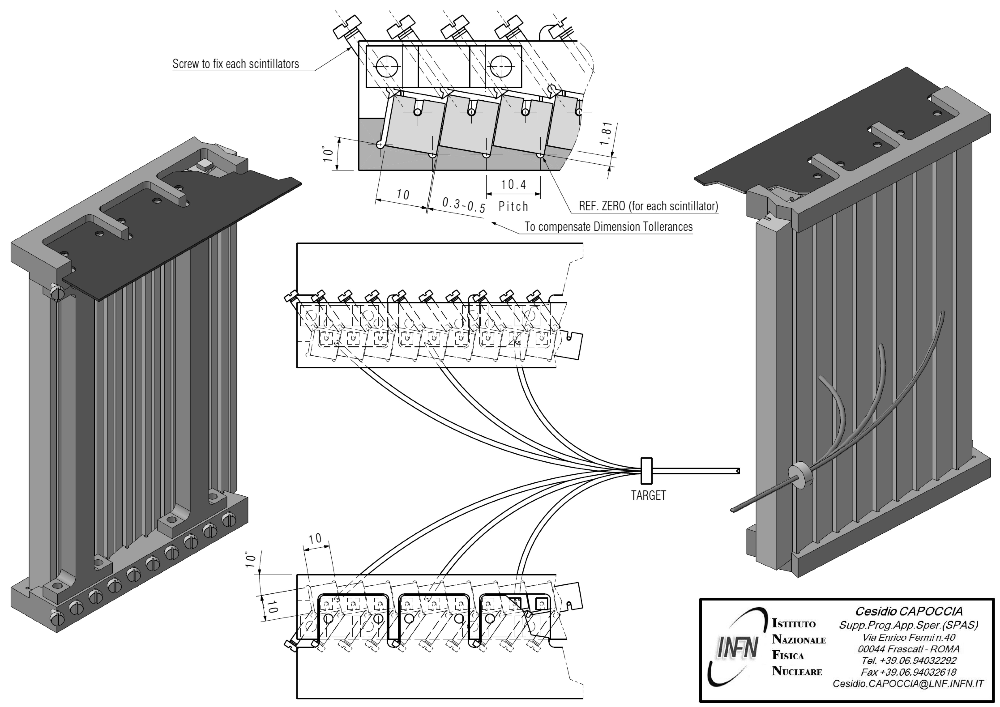 Screw to fix each scintillators
10°
1.81
10
0.3-0.5
10.4
Pitch
REF. ZERO (for each scintillator)
To compensate Dimension Tollerances
TARGET
10
10°
10
INFN
ISTITUTO
NAZIONALE
FISICA
NUCLEARE
Cesidio CAPOCCIA
Supp.Prog.App.Sper.(SPAS)
Via Enrico Fermi n.40
00044 Frascati - ROMA
Tel. +39.06.94032292
Fax +39.06.94032618
Cesidio.CAPOCCIA@LNF.INFN.IT